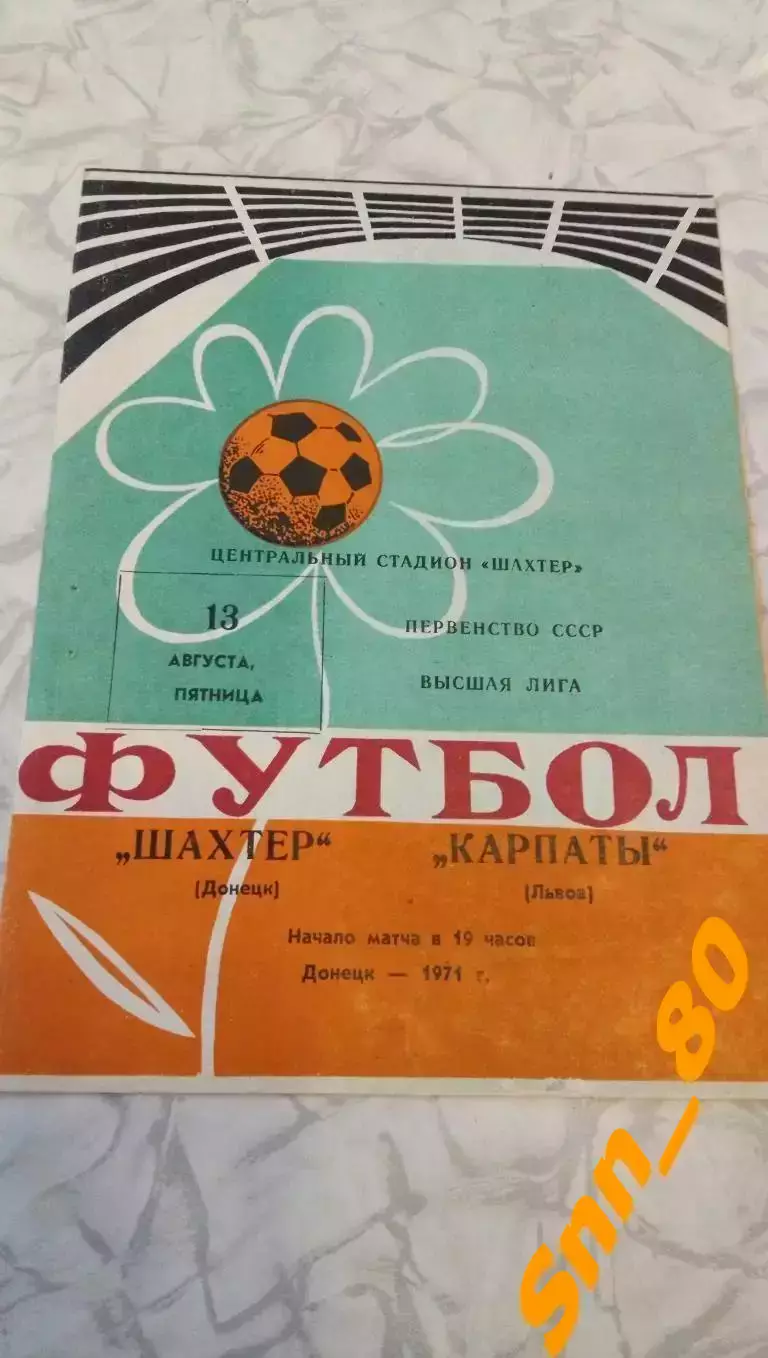 ЦЕНТРАЛЬНЫЙ СТАДИОН «ШАХТЕР»
13
АВГУСТА,
ПЯТНИЦА
ПЕРВЕНСТВО СССР
ВЫСШАЯ ЛИГА
ФУТБОЛ
„ШАХТЕР“ „КАРПАТЫ“
(Донецк) (Львов)
Начало матча в 19 часов
Донецк — 1971 г.
Snn_80